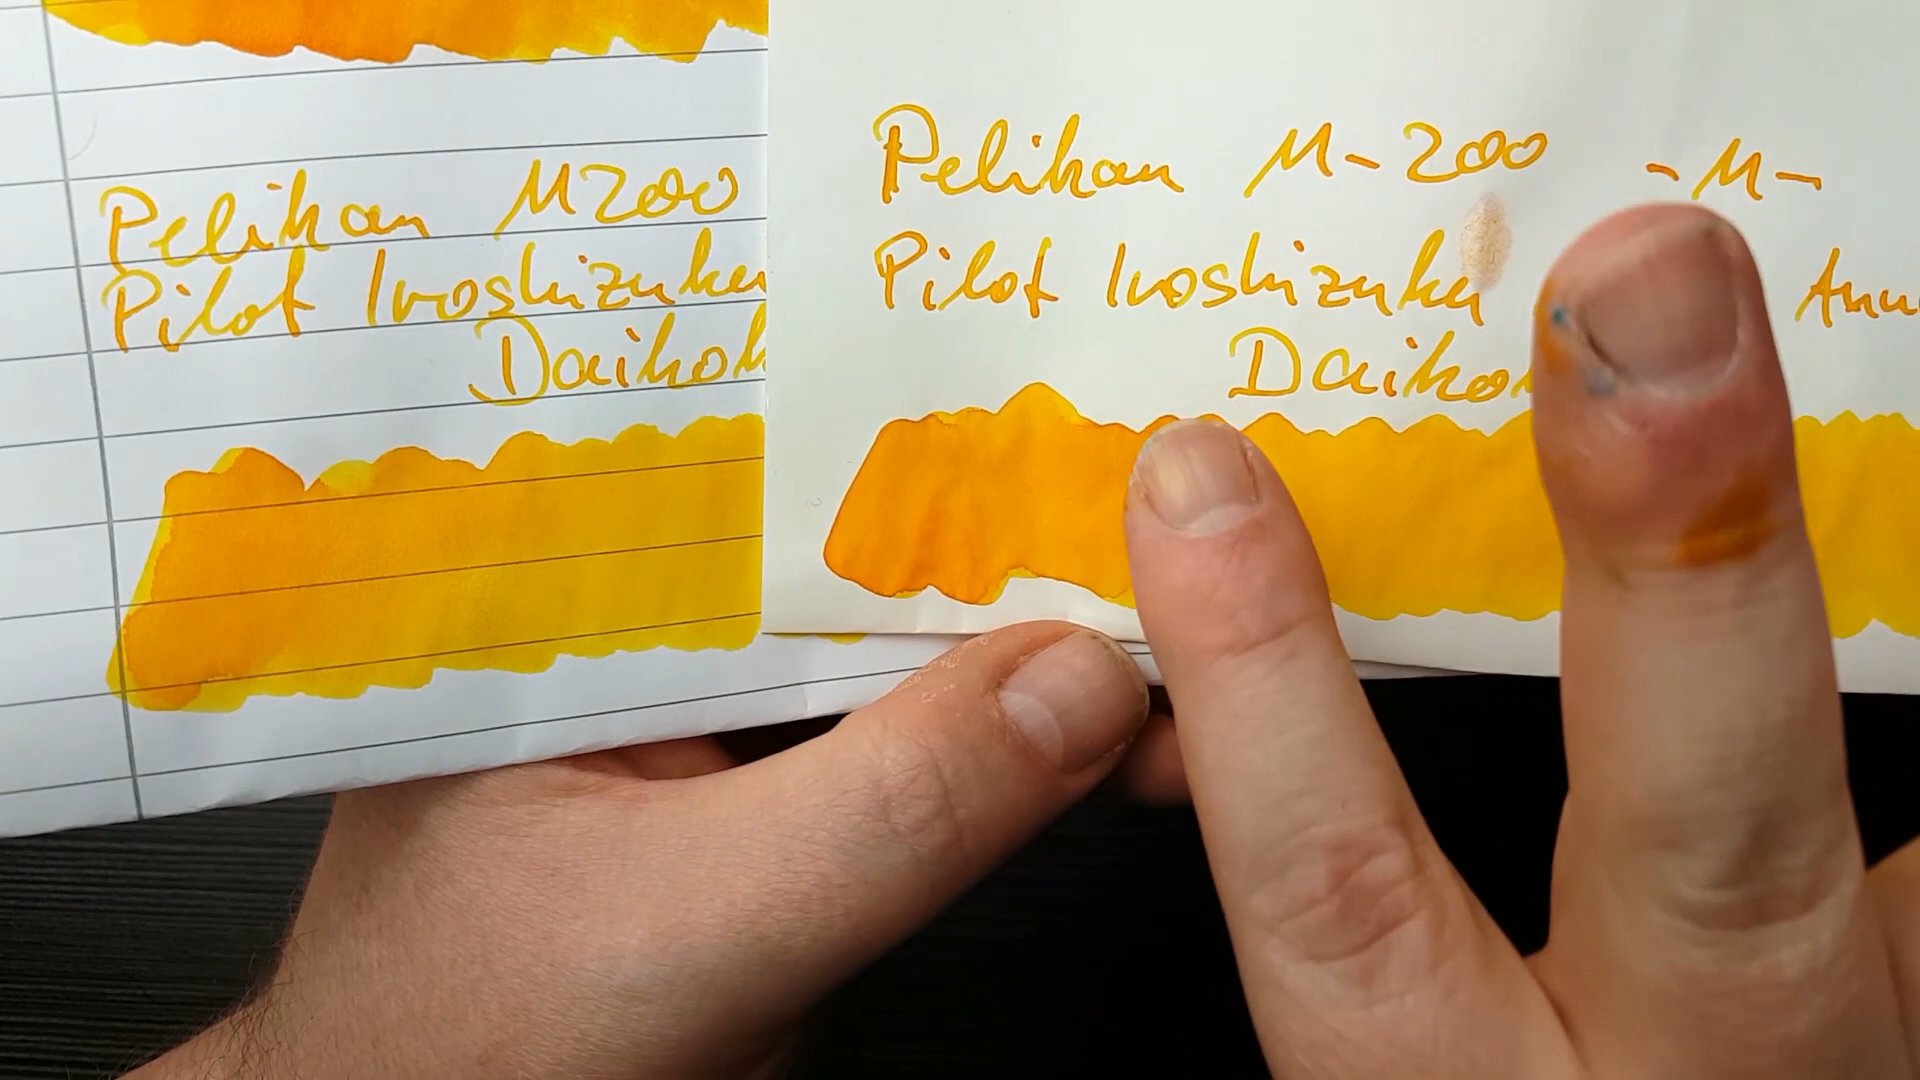 Pelikan M200
Pilot Iroshizuku
Daikok
Pelikan M-200 -M-
Pilot Iroshizuku
Daikok